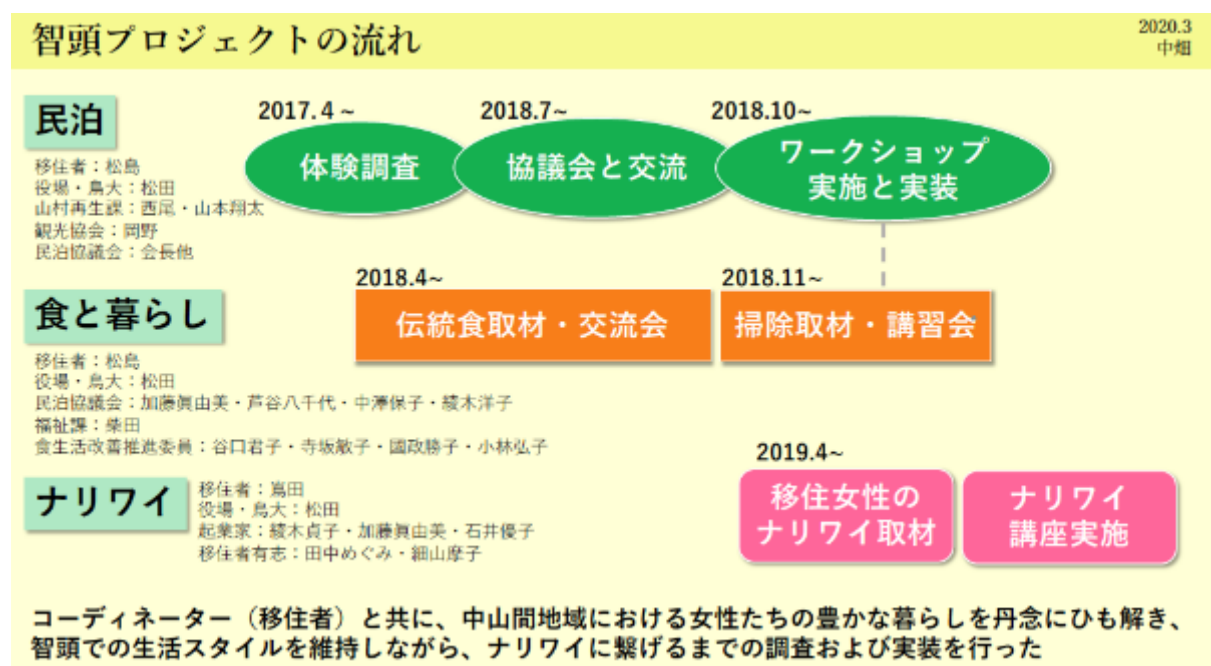 智頭プロジェクトの流れ
2020.3
中畑
民泊
移住者：松島
役場・鳥大：松田
山村再生課：西尾・山本翔太
観光協会：岡野
民泊協議会：会長他
2017.4～
体験調査
2018.7~
協議会と交流
2018.10~
ワークショップ
実施と実装
食と暮らし
移住者：松島
役場・鳥大：松田
民泊協議会：加藤眞由美・芦谷八千代・中澤保子・綾木洋子
福祉課：柴田
食生活改善推進委員：谷口君子・寺坂敏子・國政勝子・小林弘子
2018.4~
伝統食取材・交流会
2018.11~
掃除取材・講習会
ナリワイ
移住者：嶌田
役場・鳥大：松田
起業家：綾木貞子・加藤眞由美・石井優子
移住者有志：田中めぐみ・細山摩子
2019.4~
移住女性の
ナリワイ取材
ナリワイ
講座実施
コーディネーター（移住者）と共に、中山間地域における女性たちの豊かな暮らしを丹念にひも解き、
智頭での生活スタイルを維持しながら、ナリワイに繋げるまでの調査および実装を行った